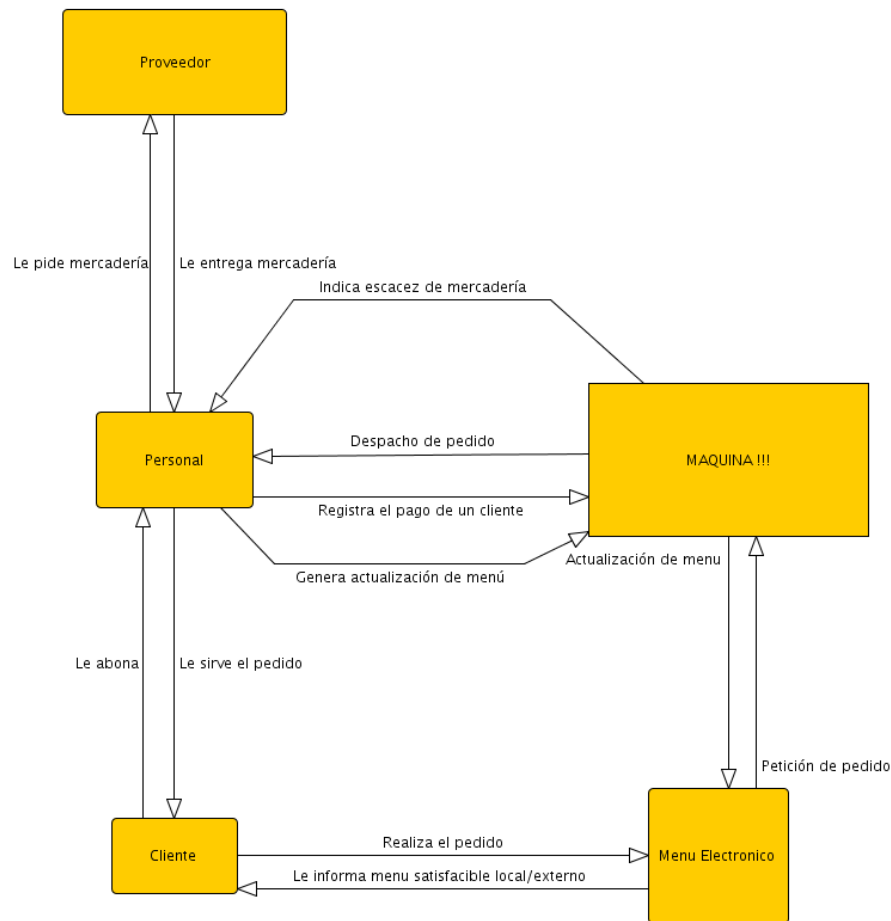 Proveedor
Le pide mercadería
Le entrega mercadería
Indica escacez de mercadería
Personal
Despacho de pedido
MAQUINA !!!
Registra el pago de un cliente
Genera actualización de menú
Actualización de menu
Le abona
Le sirve el pedido
Petición de pedido
Cliente
Realiza el pedido
Menu Electronico
Le informa menu satisfacible local/externo